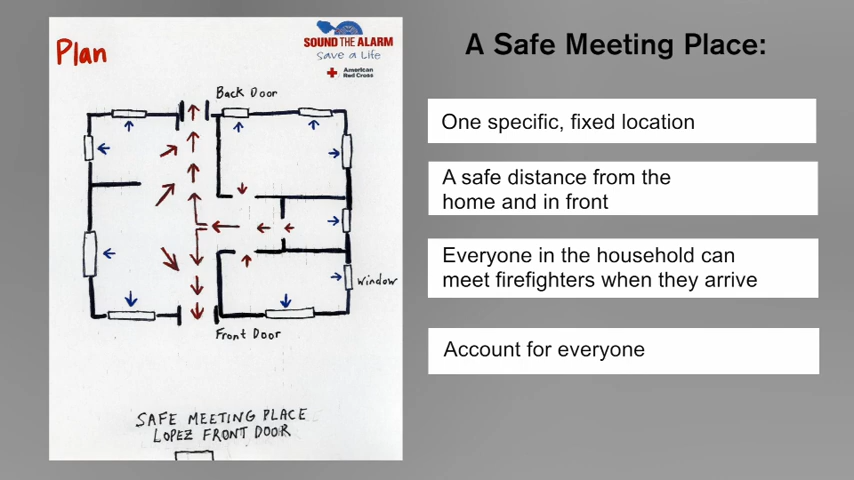 Plan
SOUND THE ALARM
Save a Life
American
Red Cross
Back Door
Window
Front Door
SAFE MEETING PLACE
LOPEZ FRONT DOOR
A Safe Meeting Place:
One specific, fixed location
A safe distance from the
home and in front
Everyone in the household can
meet firefighters when they arrive
Account for everyone